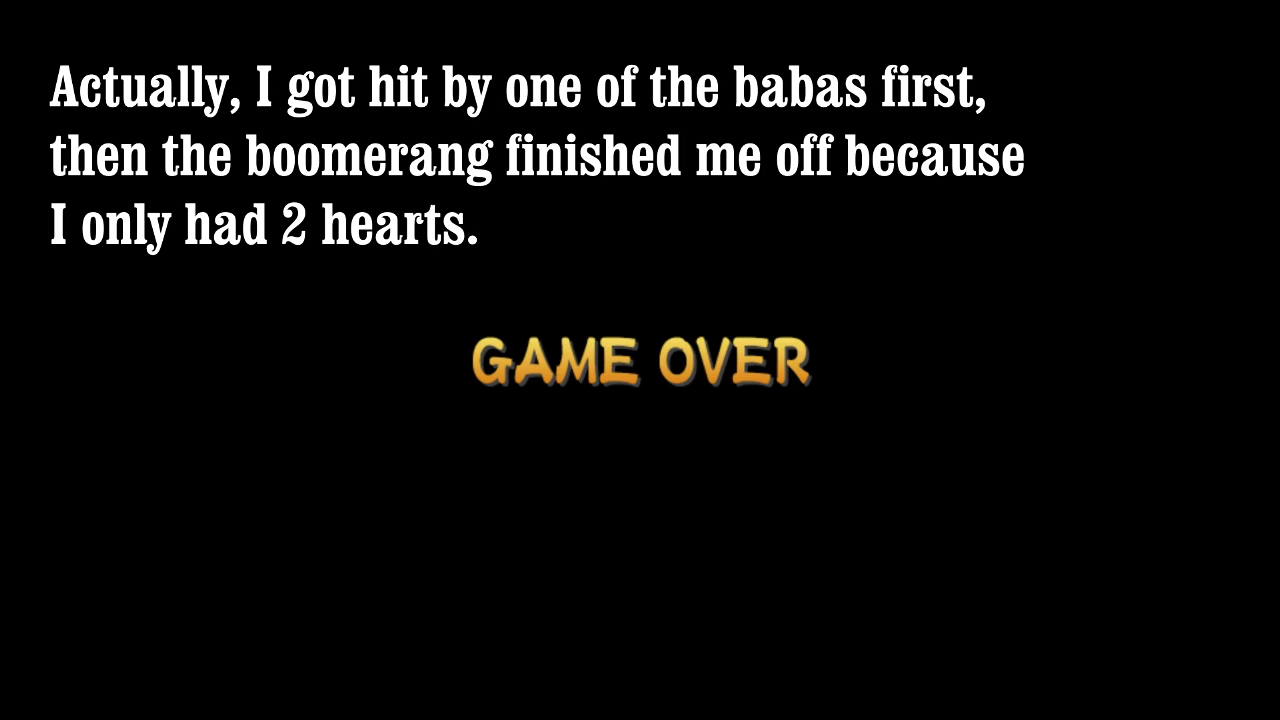 Actually, I got hit by one of the babas first,
then the boomerang finished me off because
I only had 2 hearts.
GAME OVER